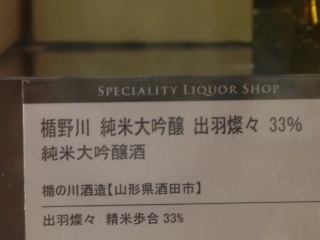 SPECIALITY LIQUOR SHOP
楯野川 純米大吟醸 出羽燦々 33%
純米大吟醸酒
楯の川酒造【山形県酒田市】
出羽燦々 精米歩合33%